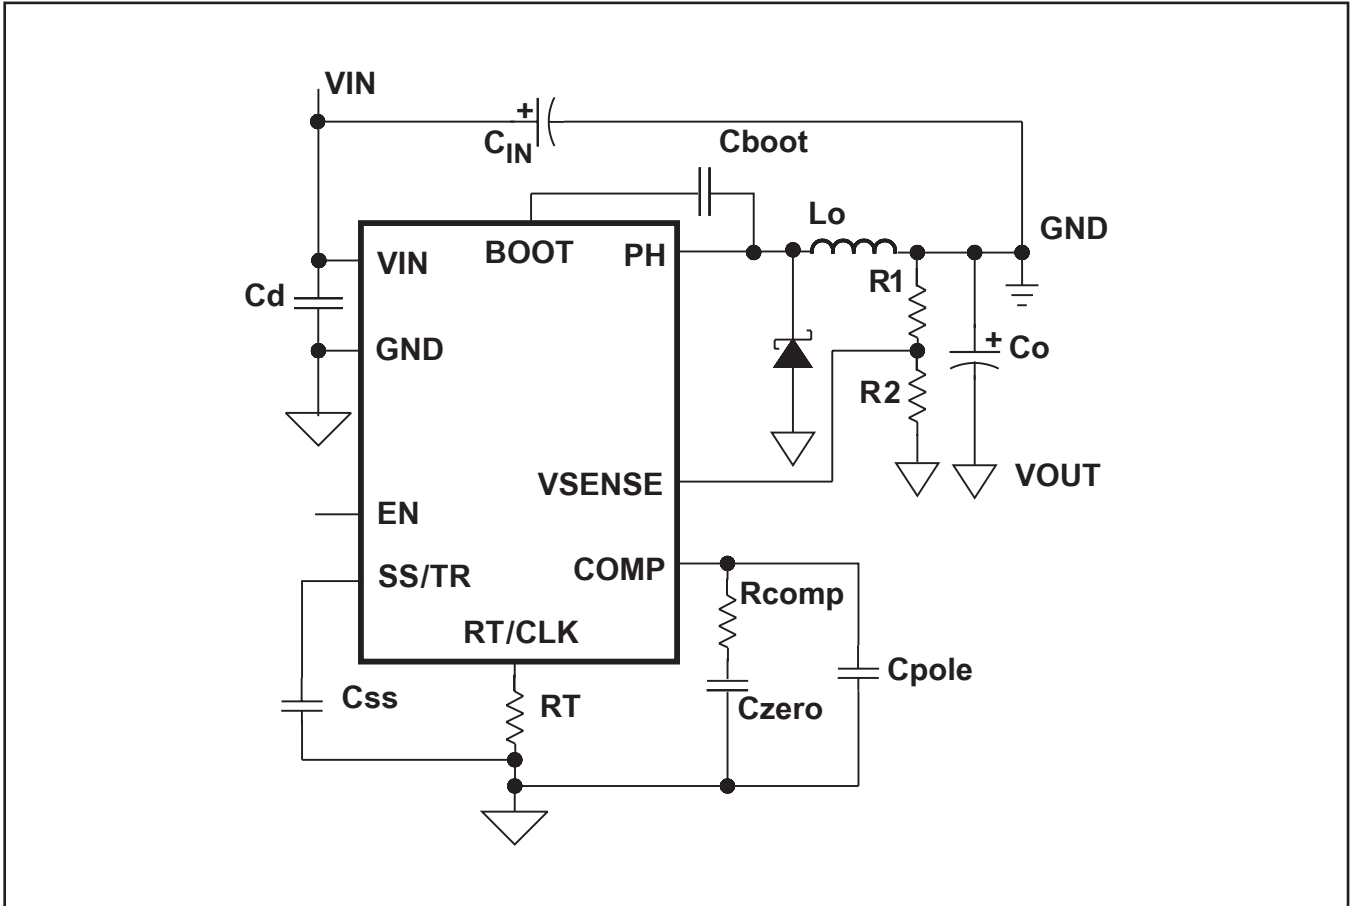 VIN
+
CIN
Cboot
Lo
GND
BOOT
PH
VIN
R1
Cd
GND
+
Co
R2
VSENSE
VOUT
EN
COMP
SS/TR
Rcomp
RT/CLK
Cpole
Css
RT
Czero